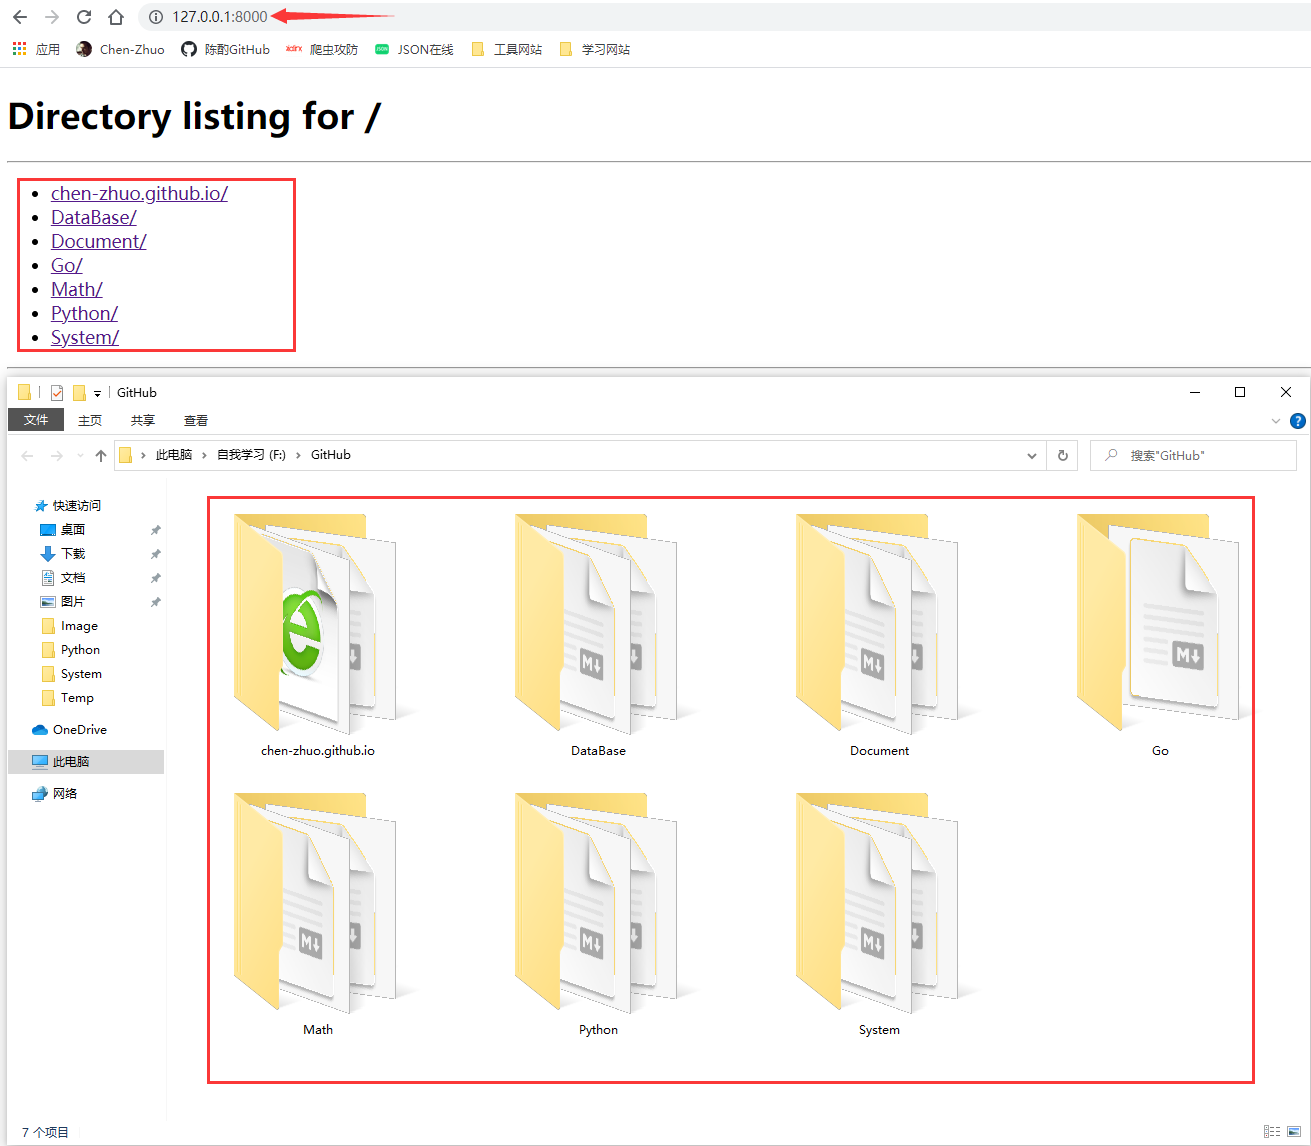 127.0.0.1:8000
应用 Chen-Zhuo 陈酌GitHub xdrx 爬虫攻防 JSON JSON在线 工具网站 学习网站
Directory listing for /
chen-zhuo.github.io/
DataBase/
Document/
Go/
Math/
Python/
System/
GitHub
文件 主页 共享 查看
此电脑 自我学习 (F:) GitHub 搜索"GitHub"
快速访问
桌面
下载
文档
图片
Image
Python
System
Temp
OneDrive
此电脑
网络
M M M M
chen-zhuo.github.io DataBase Document Go
M M M
Math Python System
7 个项目